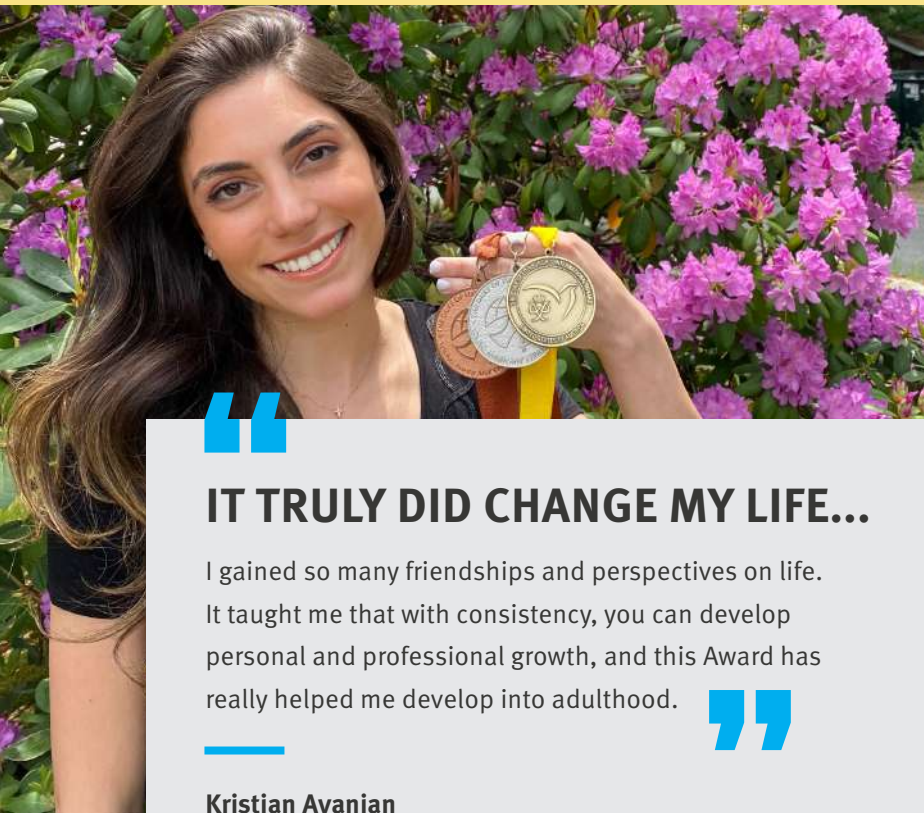 “
IT TRULY DID CHANGE MY LIFE...
I gained so many friendships and perspectives on life.
It taught me that with consistency, you can develop
personal and professional growth, and this Award has
really helped me develop into adulthood.
”
Kristian Avanian